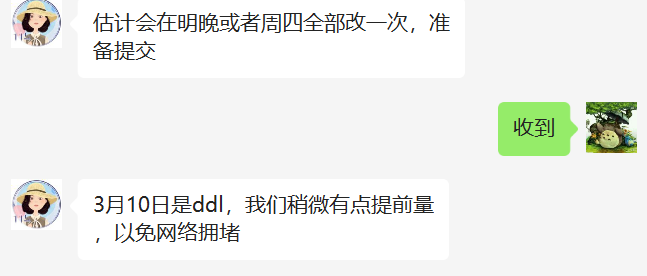 估计会在明晚或者周四全部改一次，准
备提交
收到
3月10日是ddl，我们稍微有点提前量
，以免网络拥堵